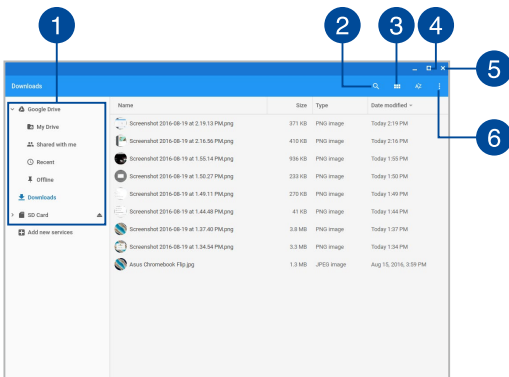 1 2 3 4
5
Downloads
Google Drive
Name Size Type Date modified
My Drive
Screenshot 2016-08-19 at 2.19.13 PM.png 371 KB PNG image Today 2:19 PM
Shared with me
Screenshot 2016-08-19 at 2.16.56 PM.png 410 KB PNG image Today 2:16 PM
6
Recent
Screenshot 2016-08-19 at 1.55.14 PM.png 936 KB PNG image Today 1:55 PM
Offline
Screenshot 2016-08-19 at 1.50.27 PM.png 233 KB PNG image Today 1:50 PM
Downloads
Screenshot 2016-08-19 at 1.49.11 PM.png 270 KB PNG image Today 1:49 PM
SD Card
Screenshot 2016-08-19 at 1.44.48 PM.png 41 KB PNG image Today 1:44 PM
Add new services
Screenshot 2016-08-19 at 1.37.40 PM.png 3.8 MB PNG image Today 1:37 PM
Screenshot 2016-08-19 at 1.34.54 PM.png 3.3 MB PNG image Today 1:34 PM
Asus Chromebook Flip.jpg 1.3 MB JPEG image Aug 15, 2016, 3:59 PM